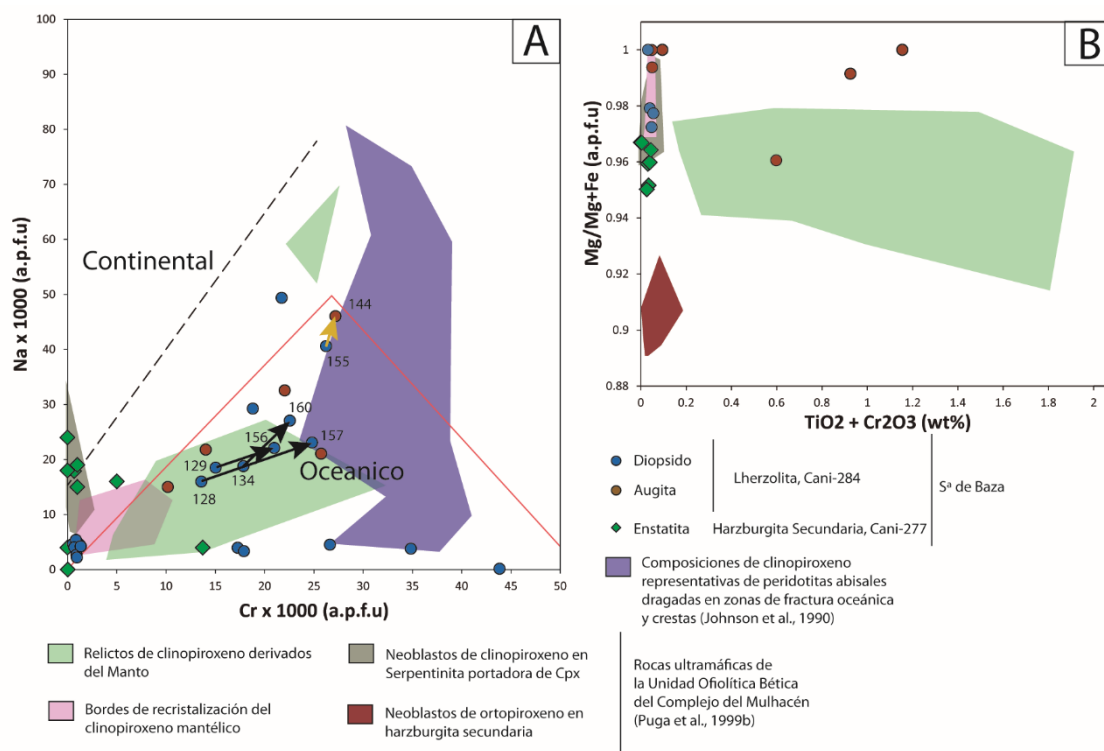 A
100
90
80
70
60
50
40
30
20
10
0
Na x 1000 (a.p.f.u)
Continental
Oceanico
144
155
160
156
157
129
134
128
0
5
10
15
20
25
30
35
40
45
50
Cr x 1000 (a.p.f.u)
B
1
0.98
0.96
0.94
0.92
0.9
0.88
Mg/Mg+Fe (a.p.f.u)
0
0.2
0.4
0.6
0.8
1
1.2
1.4
1.6
1.8
2
TiO2 + Cr2O3 (wt%)
Diopsido
Augita
Lherzolita, Cani-284
Enstatita
Harzburgita Secundaria, Cani-277
Sª de Baza
Composiciones de clinopiroxeno
representativas de peridotitas abisales
dragadas en zonas de fractura oceánica
y crestas (Johnson et al., 1990)
Relictos de clinopiroxeno derivados
del Manto
Neoblastos de clinopiroxeno en
Serpentinita portadora de Cpx
Bordes de recristalización del
clinopiroxeno mantélico
Neoblastos de ortopiroxeno en
harzburgita secundaria
Rocas ultramáficas de
la Unidad Ofiolítica Bética
del Complejo del Mulhacén
(Puga et al., 1999b)